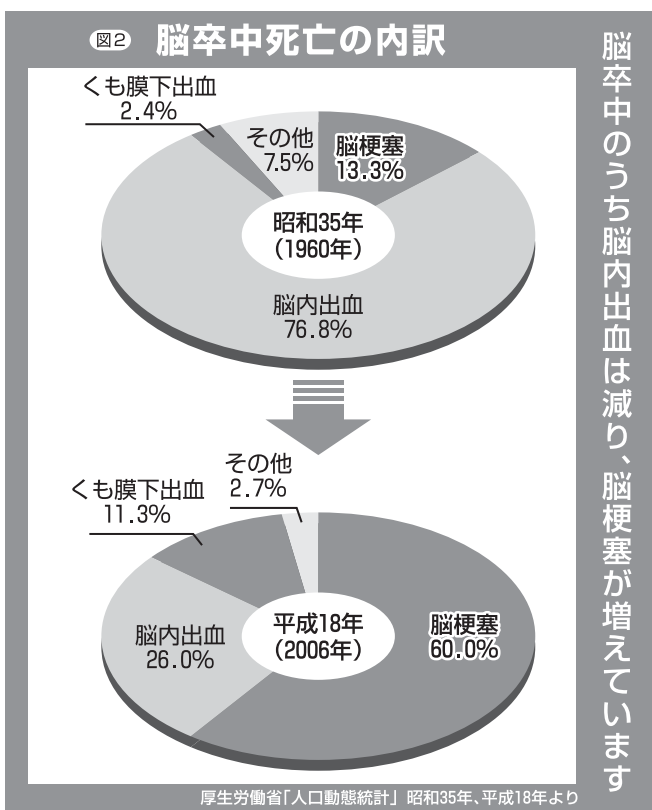 図2 脳卒中死亡の内訳
脳卒中のうち脳内出血は減り、脳梗塞が増えています
くも膜下出血
2.4%
その他
7.5%
脳梗塞
13.3%
昭和35年
（1960年）
脳内出血
76.8%
その他
2.7%
くも膜下出血
11.3%
脳内出血
26.0%
平成18年
（2006年）
脳梗塞
60.0%
厚生労働省「人口動態統計」 昭和35年、平成18年より